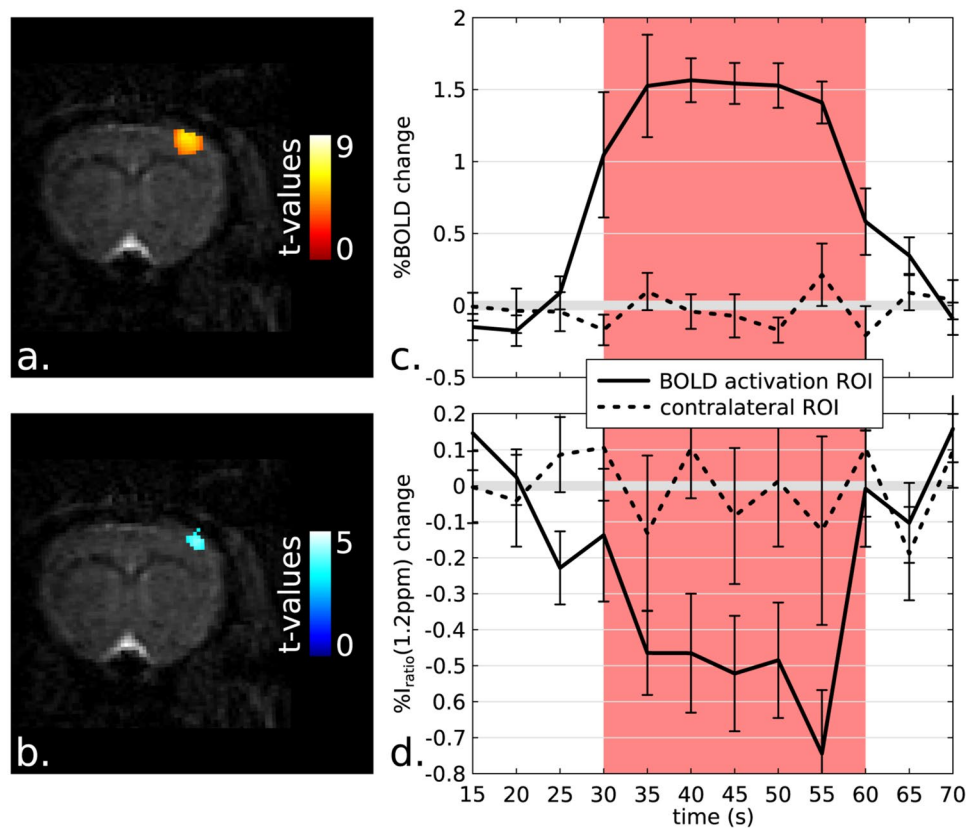 a.
t-values
9
0
b.
t-values
5
0
c.
%BOLD change
2
1.5
1
0.5
0
-0.5
BOLD activation ROI
contralateral ROI
d.
%Iratio(1.2ppm) change
0.2
0.1
0
-0.1
-0.2
-0.3
-0.4
-0.5
-0.6
-0.7
-0.8
15 20 25 30 35 40 45 50 55 60 65 70
time (s)